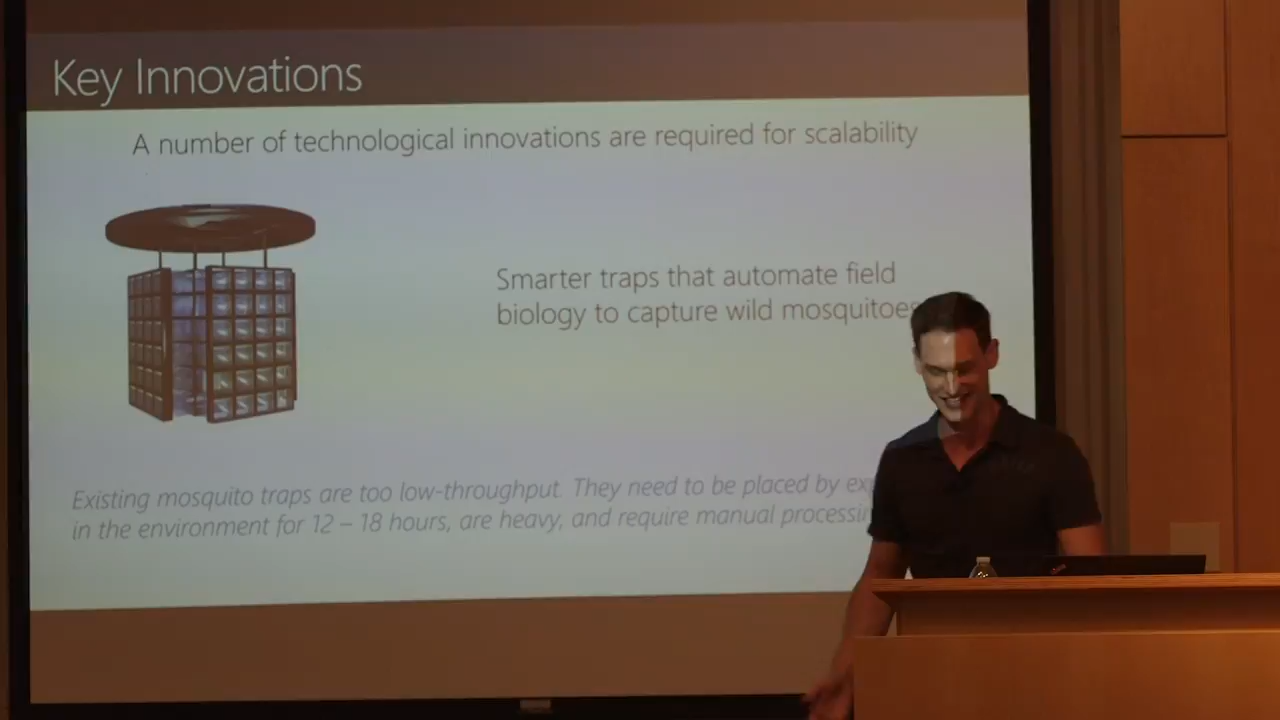 Key Innovations
A number of technological innovations are required for scalability
Smarter traps that automate field
biology to capture wild mosquitoes
Existing mosquito traps are too low-throughput. They need to be placed by
in the environment for 12 – 18 hours, are heavy, and require manual